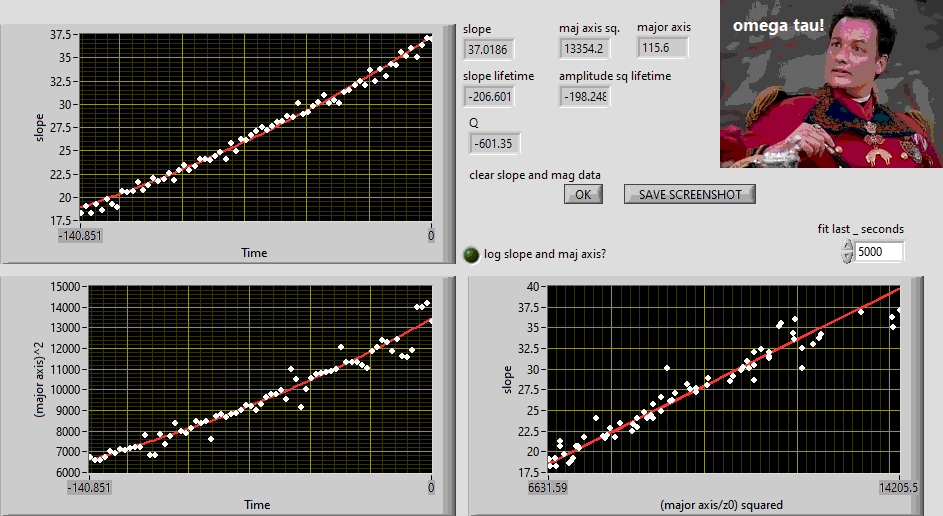 omega tau!
slope
maj axis sq.
major axis
37.0186
13354.2
115.6
slope lifetime
amplitude sq lifetime
-206.601
-198.248
Q
-601.35
clear slope and mag data
OK
SAVE SCREENSHOT
fit last _ seconds
5000
log slope and maj axis?
37.5
35
32.5
30
27.5
25
22.5
20
17.5
slope
-140.851
0
Time
15000
14000
13000
12000
11000
10000
9000
8000
7000
6000
(major axis)^2
-140.851
0
Time
40
37.5
35
32.5
30
27.5
25
22.5
20
17.5
slope
6631.59
14205.5
(major axis/z0) squared